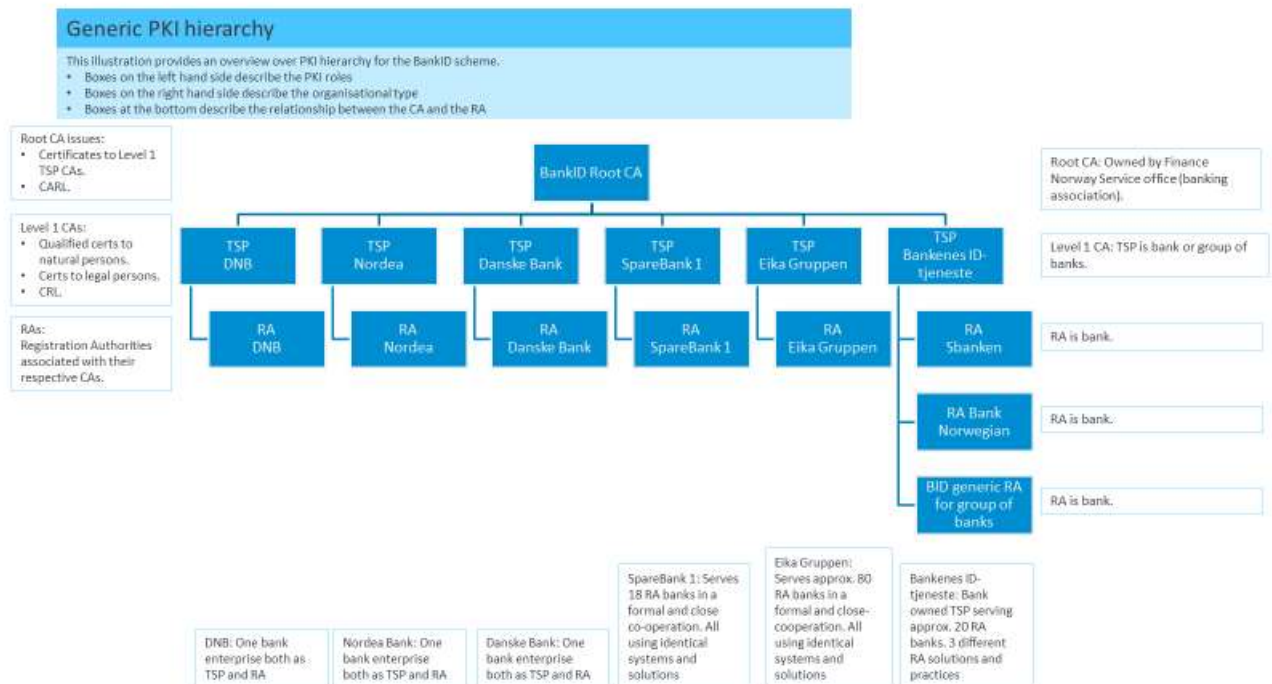 Generic PKI hierarchy
This illustration provides an overview over PKI hierarchy for the BankID scheme.
• Boxes on the left hand side describe the PKI roles
• Boxes on the right hand side describe the organisational type
• Boxes at the bottom describe the relationship between the CA and the RA
Root CA issues:
• Certificates to Level 1
TSP CAs.
• CARL.
BankID Root CA
Root CA: Owned by Finance
Norway Service office (banking
association).
Level 1 CAs:
• Qualified certs to
natural persons.
• Certs to legal persons.
• CRL.
TSP
DNB
TSP
Nordea
TSP
Danske Bank
TSP
SpareBank 1
TSP
Eika Gruppen
TSP
Bankenes ID-
tjeneste
Level 1 CA: TSP is bank or group of
banks.
RAs:
Registration Authorities
associated with their
respective CAs.
RA
DNB
RA
Nordea
RA
Danske Bank
RA
SpareBank 1
RA
Eika Gruppen
RA
Sbanken
RA is bank.
RA Bank
Norwegian
RA is bank.
BID generic RA
for group of
banks
RA is bank.
DNB: One bank
enterprise both as
TSP and RA
Nordea Bank: One
bank enterprise
both as TSP and RA
Danske Bank: One
bank enterprise
both as TSP and RA
SpareBank 1: Serves
18 RA banks in a
formal and close
co-operation. All
using identical
systems and
solutions
Eika Gruppen:
Serves approx. 80
RA banks in a
formal and close-
cooperation. All
using identical
systems and
solutions
Bankenes ID-
tjeneste: Bank
owned TSP serving
approx. 20 RA
banks. 3 different
RA solutions and
practices